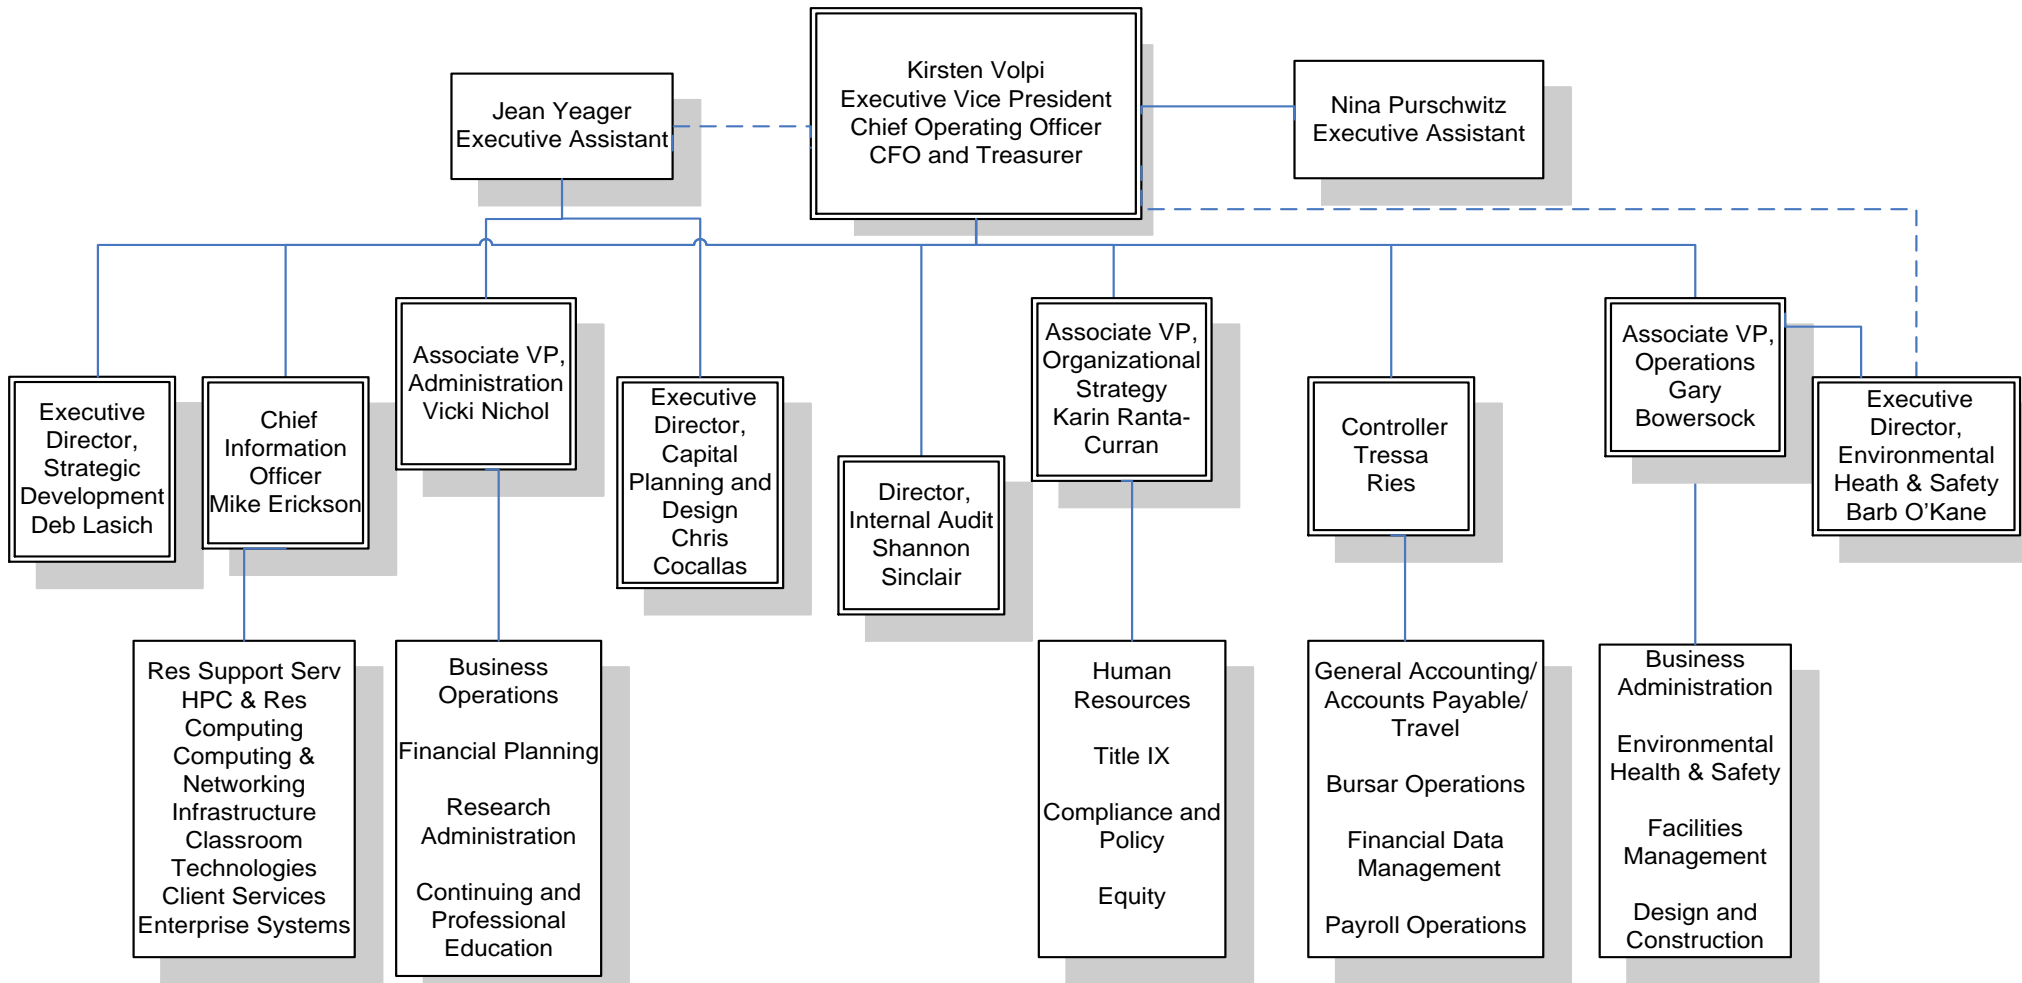 Kirsten Volpi
Executive Vice President
Chief Operating Officer
CFO and Treasurer
Jean Yeager
Executive Assistant
Nina Purschwitz
Executive Assistant
Executive
Director,
Strategic
Development
Deb Lasich
Chief
Information
Officer
Mike Erickson
Associate VP,
Administration
Vicki Nichol
Executive
Director,
Capital
Planning and
Design
Chris
Cocallas
Director,
Internal Audit
Shannon
Sinclair
Associate VP,
Organizational
Strategy
Karin Ranta-
Curran
Controller
Tressa
Ries
Associate VP,
Operations
Gary
Bowersock
Executive
Director,
Environmental
Heath & Safety
Barb O’Kane
Res Support Serv
HPC & Res
Computing
Computing &
Networking
Infrastructure
Classroom
Technologies
Client Services
Enterprise Systems
Business
Operations
Financial Planning
Research
Administration
Continuing and
Professional
Education
Human
Resources
Title IX
Compliance and
Policy
Equity
General Accounting/
Accounts Payable/
Travel
Bursar Operations
Financial Data
Management
Payroll Operations
Business
Administration
Environmental
Health & Safety
Facilities
Management
Design and
Construction